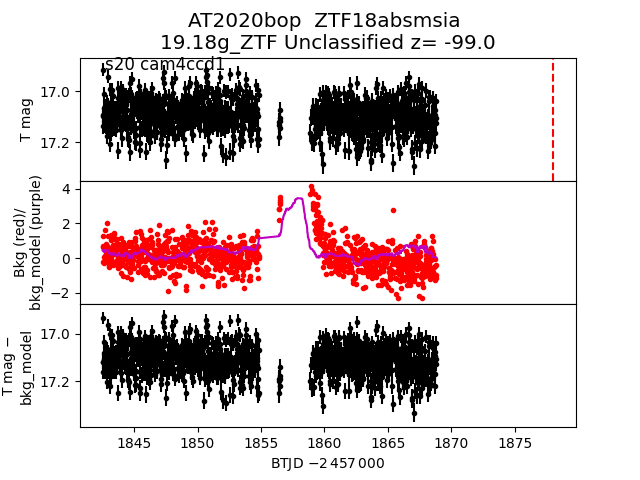 AT2020bop  ZTF18absmsia
19.18g_ZTF Unclassified z= -99.0
s20 cam4ccd1
17.0
17.2
T mag
4
2
0
−2
Bkg (red)/
bkg_model (purple)
17.0
17.2
T mag −
bkg_model
1845 1850 1855 1860 1865 1870 1875
BTJD −2 457 000